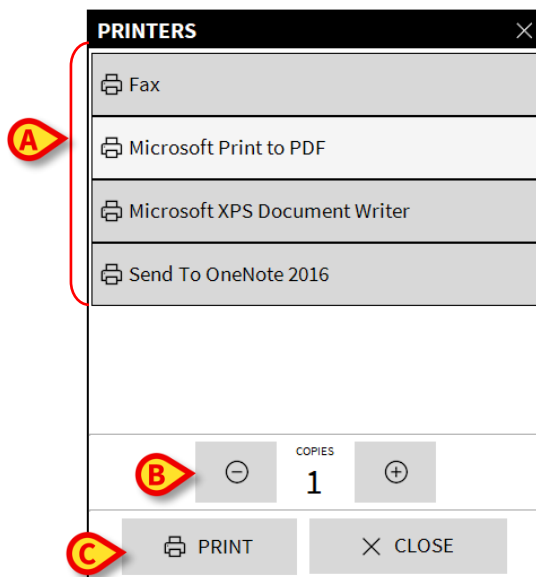 PRINTERS
Fax
A
Microsoft Print to PDF
Microsoft XPS Document Writer
Send To OneNote 2016
COPIES
B
1
C
PRINT
CLOSE